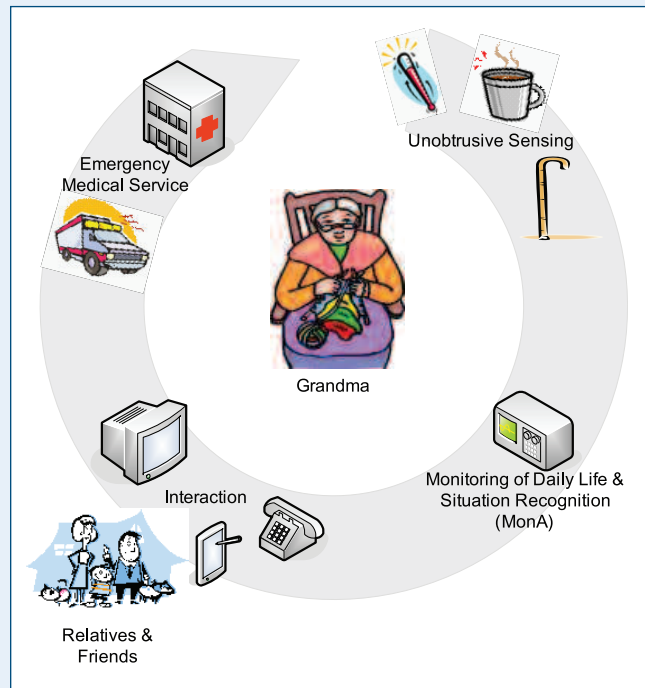 Unobtrusive Sensing
Emergency
Medical Service
Grandma
Monitoring of Daily Life &
Situation Recognition
(MonA)
Interaction
Relatives &
Friends